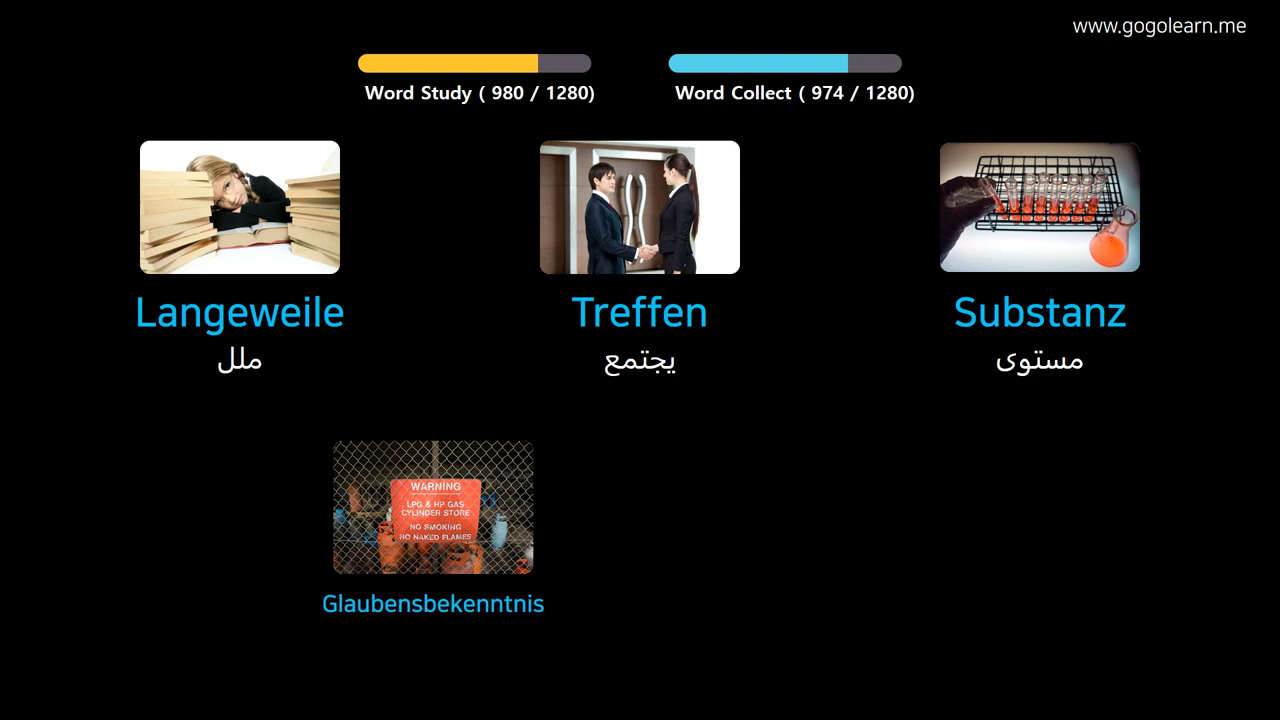 www.gogolearn.me
Word Study ( 980 / 1280)
Word Collect ( 974 / 1280)
Langeweile
Treffen
Substanz
ملل
يجتمع
مستوى
WARNING
LPG & HP GAS
CYLINDER STORE
NO SMOKING
NO NAKED FLAMES
Glaubensbekenntnis